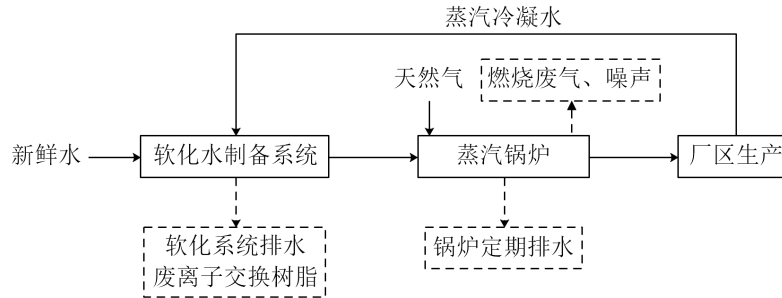 蒸汽冷凝水
天然气
燃烧废气、噪声
新鲜水
软化水制备系统
蒸汽锅炉
厂区生产
软化系统排水
废离子交换树脂
锅炉定期排水